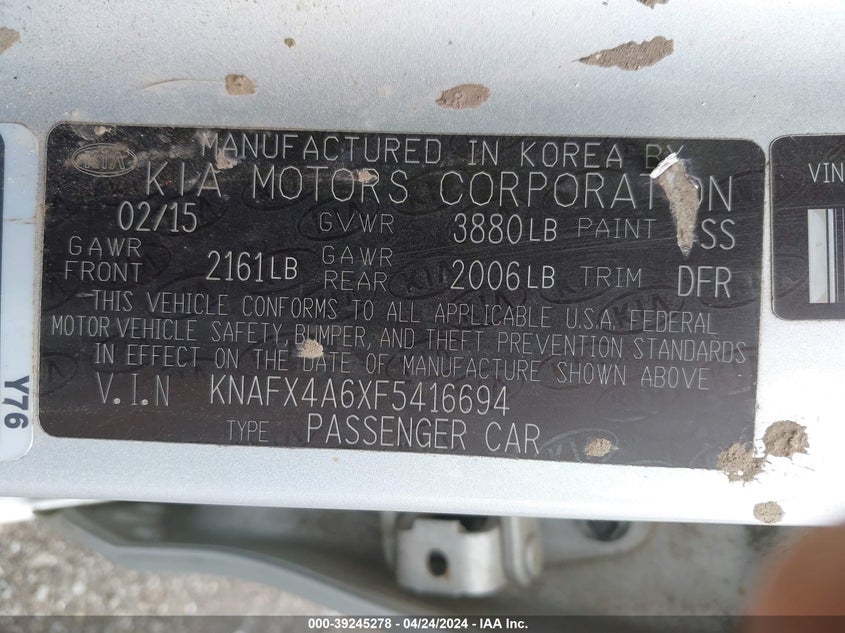 MANUFACTURED IN KOREA BY
KIA KIA MOTORS CORPORATION
02/15 GVWR 3880LB PAINT SS
GAWR FRONT 2161LB GAWR REAR 2006LB TRIM DFR
THIS VEHICLE CONFORMS TO ALL APPLICABLE U.S.A. FEDERAL
MOTOR VEHICLE SAFETY, BUMPER, AND THEFT PREVENTION STANDARDS
IN EFFECT ON THE DATE OF MANUFACTURE SHOWN ABOVE
V.I.N KNAFX4A6XF5416694
TYPE : PASSENGER CAR
Y76
VIN
000-39245278 - 04/24/2024 - IAA Inc.